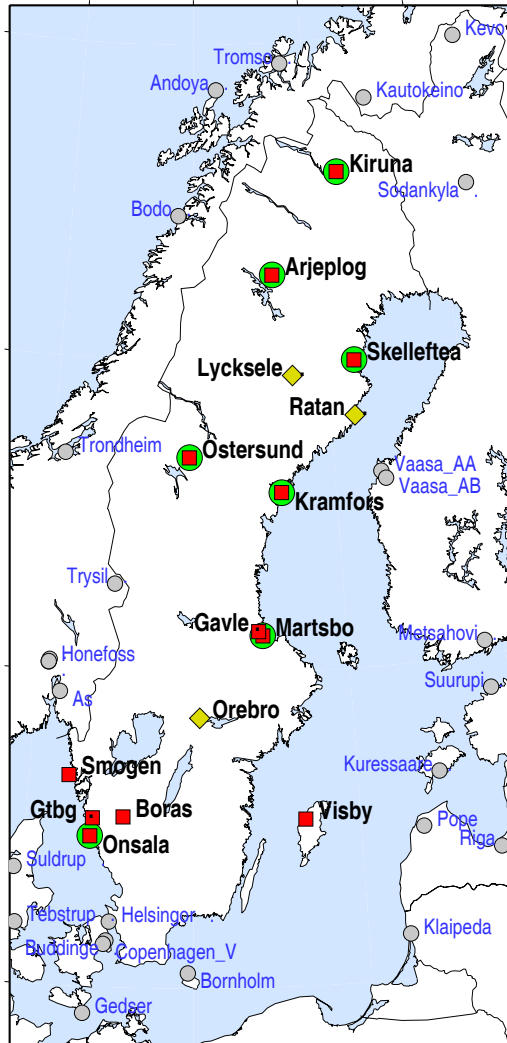 Kevo
Tromso
Andoya
Kautokeino
Kiruna
Sodankyla
Bodo
Arjeplog
Skelleftea
Lycksele
Ratan
Ostersund
Trondheim
Vaasa_AA
Vaasa_AB
Kramfors
Trysil
Gavle
Martsbo
Metsahovi
Honefoss
Suurupi
As
Orebro
Smogen
Kuressaare
Gtbg
Boras
Visby
Pope
Onsala
Riga
Suldrup
Tebstrup
Helsingor
Klaipeda
Buddinge
Copenhagen_V
Bornholm
Gedser